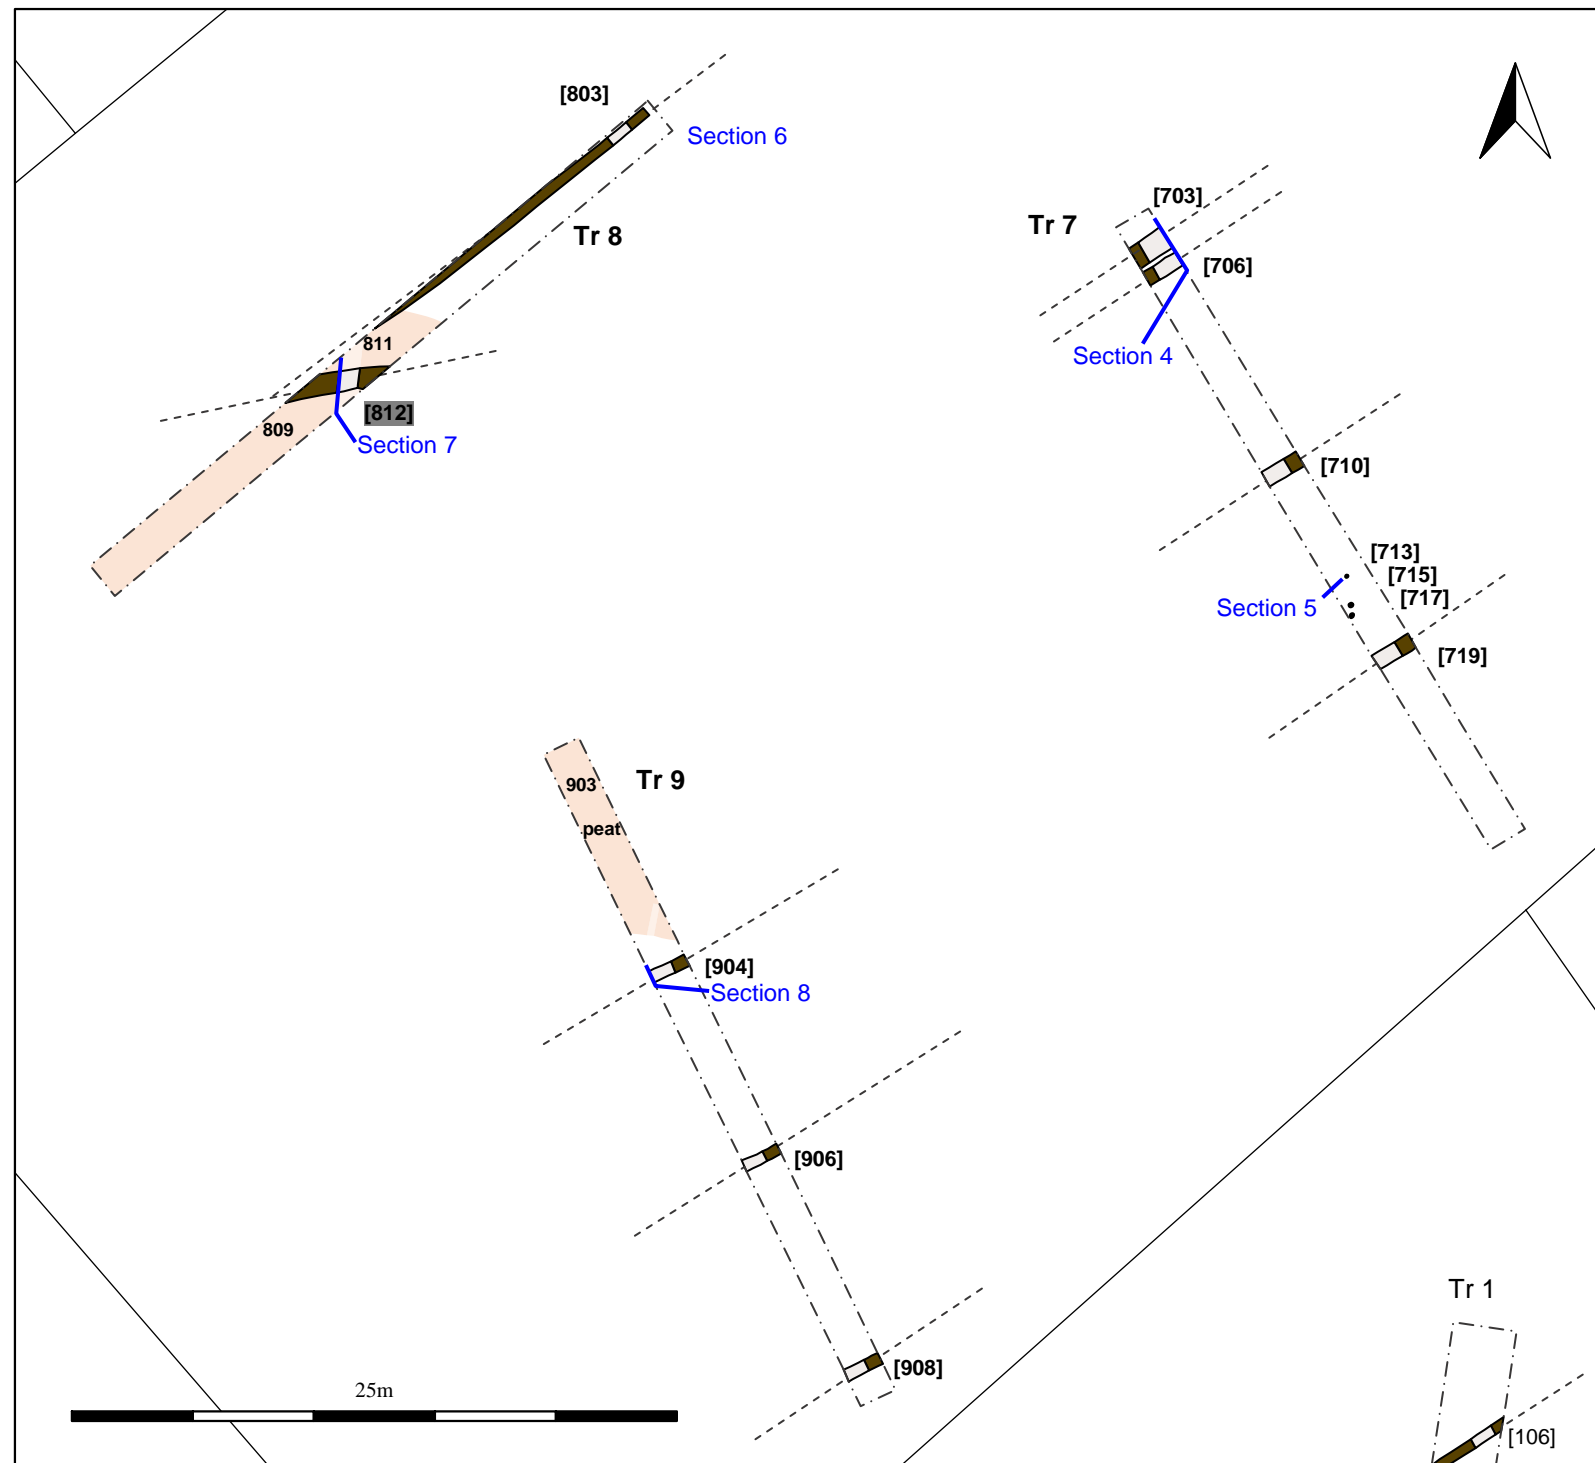 [803]
Section 6
[703]
Tr 7
Tr 8
[706]
811
Section 4
[812]
809
Section 7
[710]
[713]
[715]
[717]
Section 5
[719]
903
Tr 9
peat
[904]
Section 8
[906]
Tr 1
[908]
25m
[106]